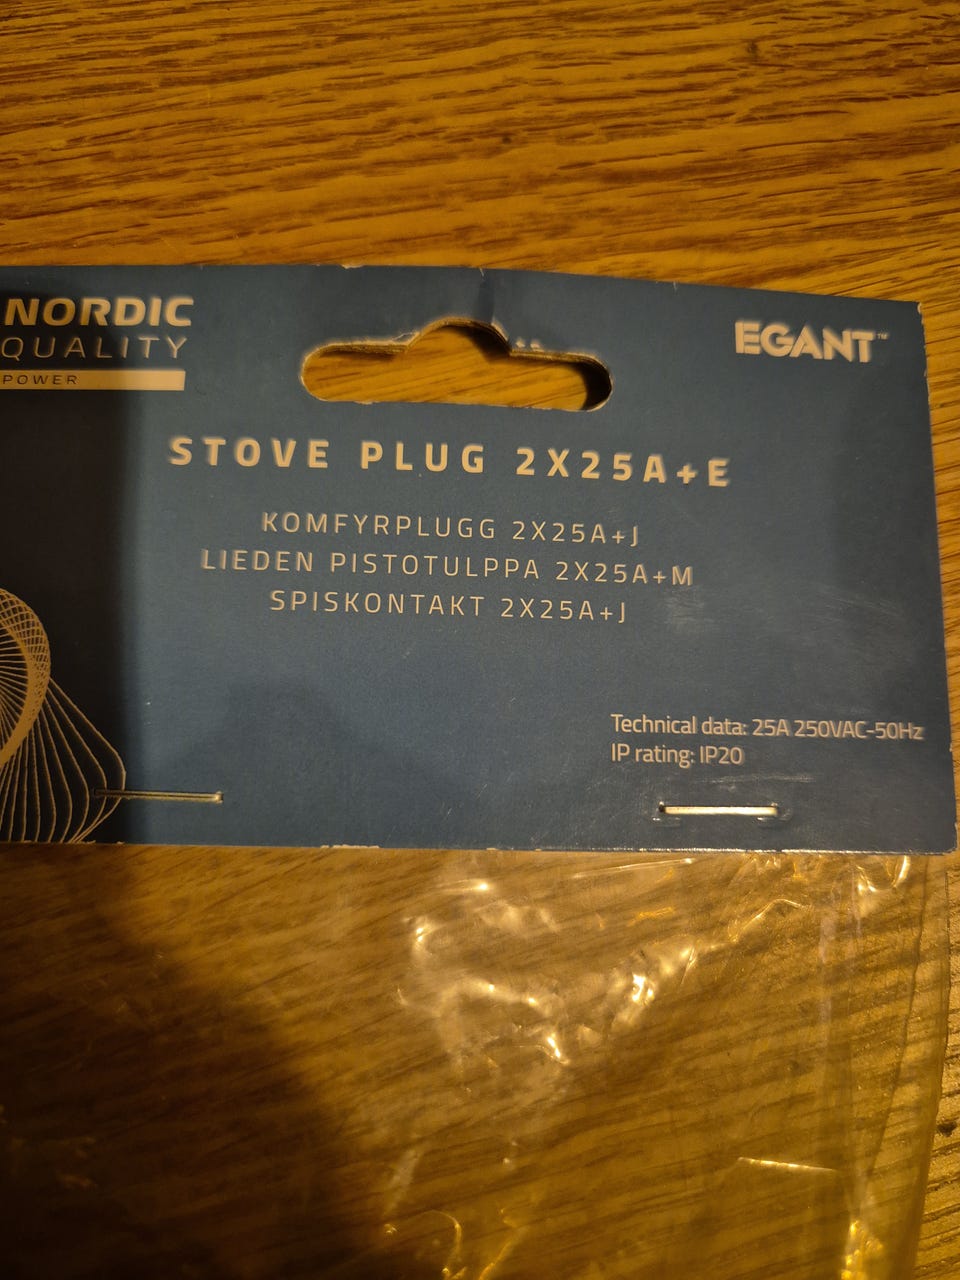 NORDIC
QUALITY
POWER
EGANT™
STOVE PLUG 2X25A+E
KOMFYRPLUGG 2X25A+J
LIEDEN PISTOTULPPA 2X25A+M
SPISKONTAKT 2X25A+J
Technical data: 25A 250VAC-50Hz
IP rating: IP20